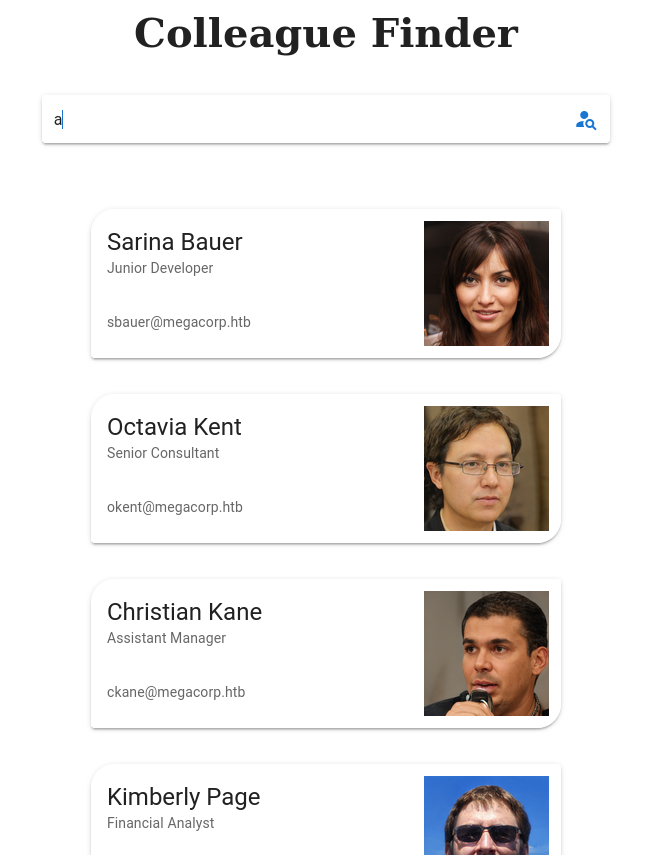 Colleague Finder
a
Sarina Bauer
Junior Developer
sbauer@megacorp.htb
Octavia Kent
Senior Consultant
okent@megacorp.htb
Christian Kane
Assistant Manager
ckane@megacorp.htb
Kimberly Page
Financial Analyst